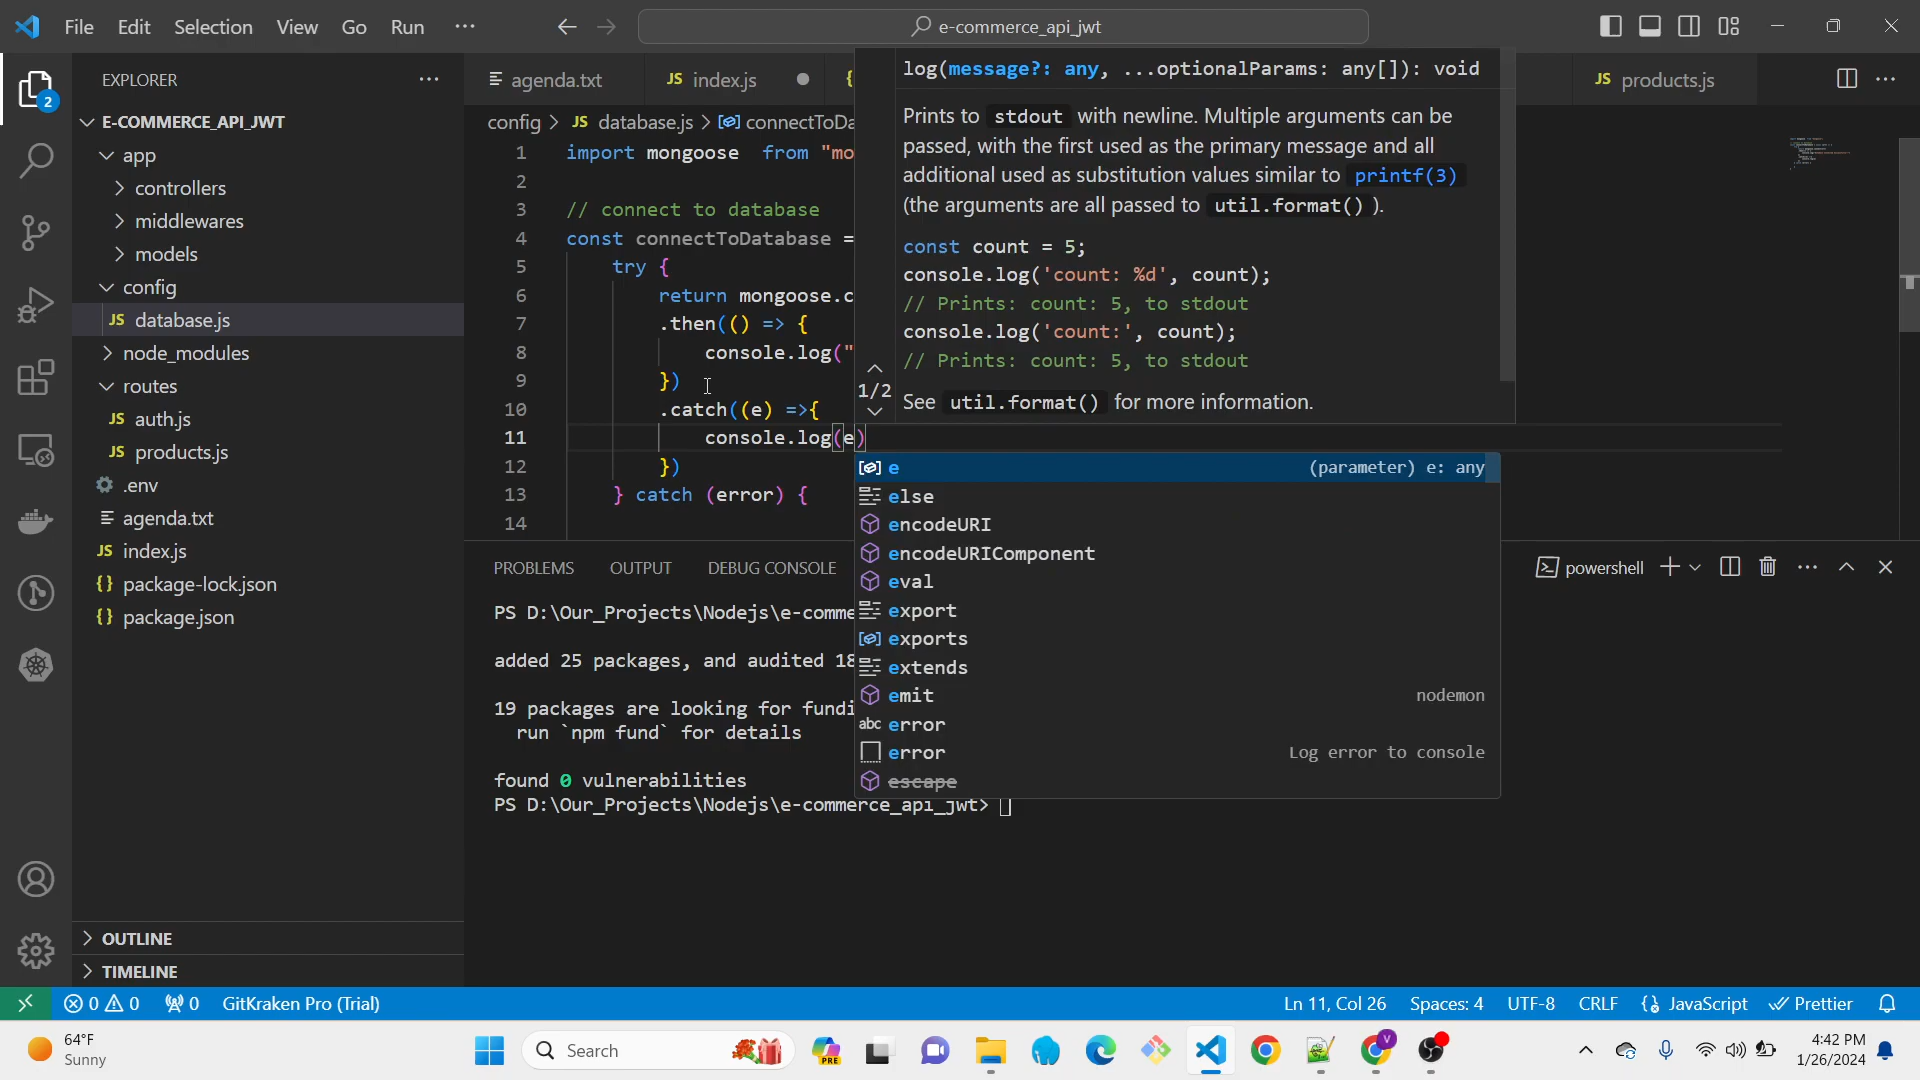 File Edit Selection View Go Run ···
e-commerce_api_jwt
EXPLORER
2
E-COMMERCE_API_JWT
app
controllers
middlewares
models
config
JS database.js
node_modules
routes
JS auth.js
JS products.js
.env
agenda.txt
JS index.js
{} package-lock.json
{} package.json
OUTLINE
TIMELINE
agenda.txt JS index.js { JS products.js
config > JS database.js > connectToDa
1 import mongoose from "mo
2
3 // connect to database
4 const connectToDatabase =
5 try {
6 return mongoose.c
7 .then(() => {
8 console.log("
9 })
10 .catch((e) =>{
11 console.log(e)
12 })
13 } catch (error) {
14
log(message?: any, ...optionalParams: any[]): void
Prints to stdout with newline. Multiple arguments can be
passed, with the first used as the primary message and all
additional used as substitution values similar to printf(3)
(the arguments are all passed to util.format() ).
const count = 5;
console.log('count: %d', count);
// Prints: count: 5, to stdout
console.log('count:', count);
// Prints: count: 5, to stdout
1/2
See util.format() for more information.
e (parameter) e: any
else
encodeURI
encodeURIComponent
eval
export
exports
extends
emit nodemon
abc error
error Log error to console
escape
PROBLEMS OUTPUT DEBUG CONSOLE powershell
PS D:\Our_Projects\Nodejs\e-comme
added 25 packages, and audited 18
19 packages are looking for fundi
run `npm fund` for details
found 0 vulnerabilities
PS D:\Our_Projects\Nodejs\e-commerce_api_jwt>
0 0 0 GitKraken Pro (Trial) Ln 11, Col 26 Spaces: 4 UTF-8 CRLF {} JavaScript Prettier
64°F
Sunny
Search
PRE
V
4:42 PM
1/26/2024